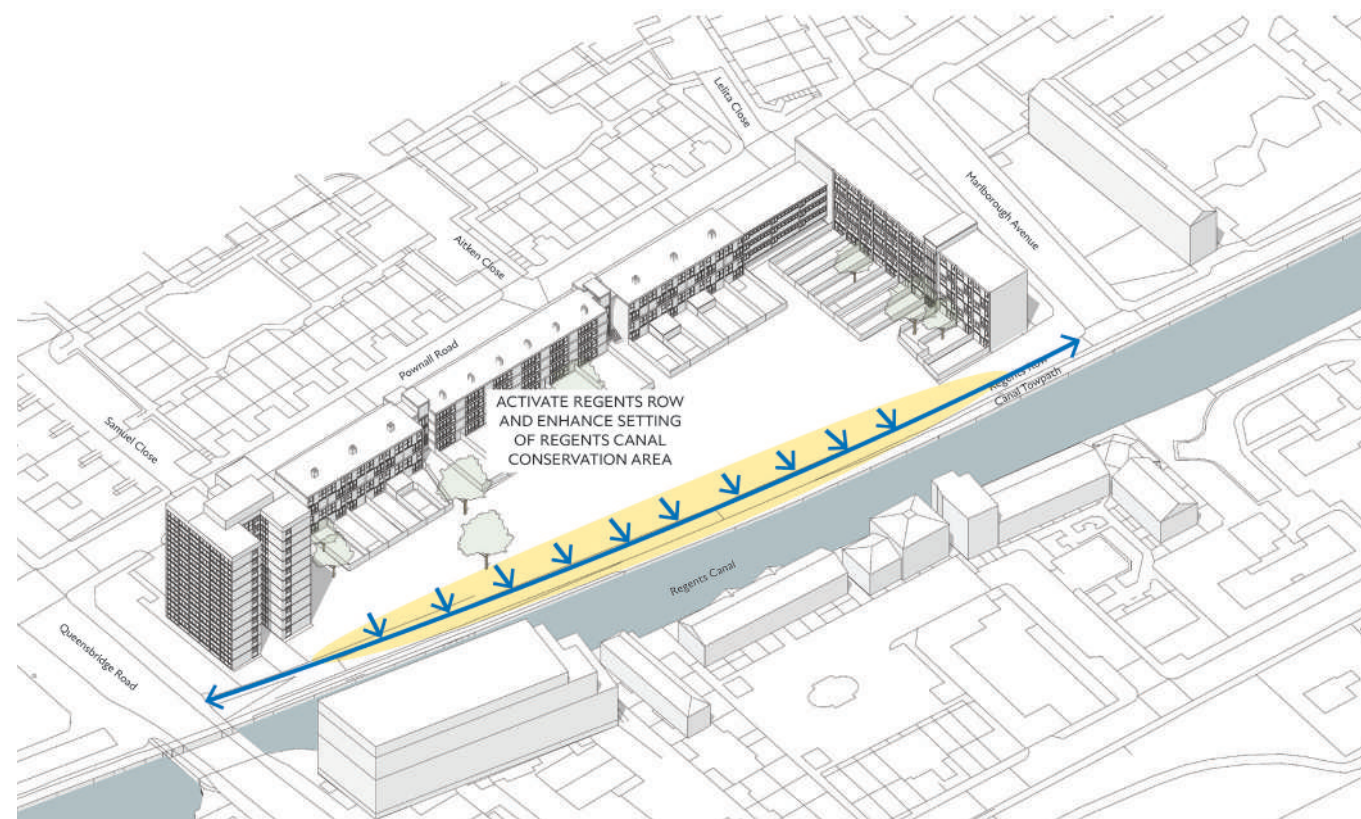 Lelita Close
Marlborough Avenue
Aitken Close
Pownall Road
Samuel Close
ACTIVATE REGENTS ROW
AND ENHANCE SETTING
OF REGENTS CANAL
CONSERVATION AREA
Regents Row
Canal Towpath
Regents Canal
Queensbridge Road